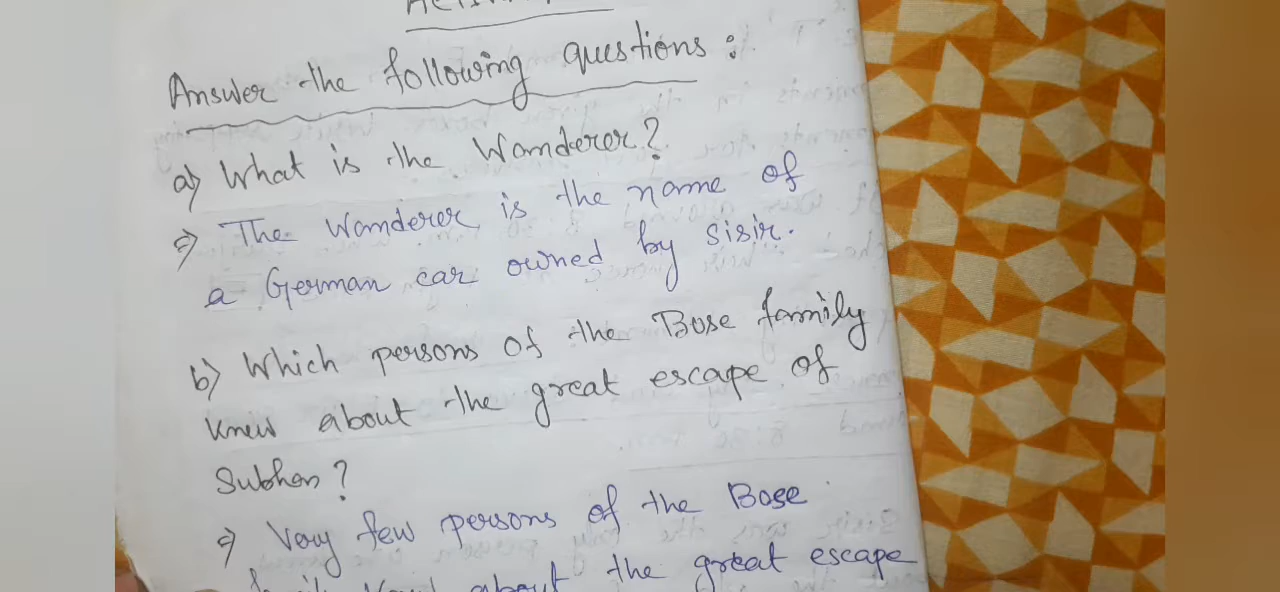 Answer the following questions :
a) What is the Wanderer?
=) The Wanderer is the name of
a German car owned by Sisir.
b) Which persons of the Bose family
knew about the great escape of
Subhas?
=) Very few persons of the Bose
about the great escape